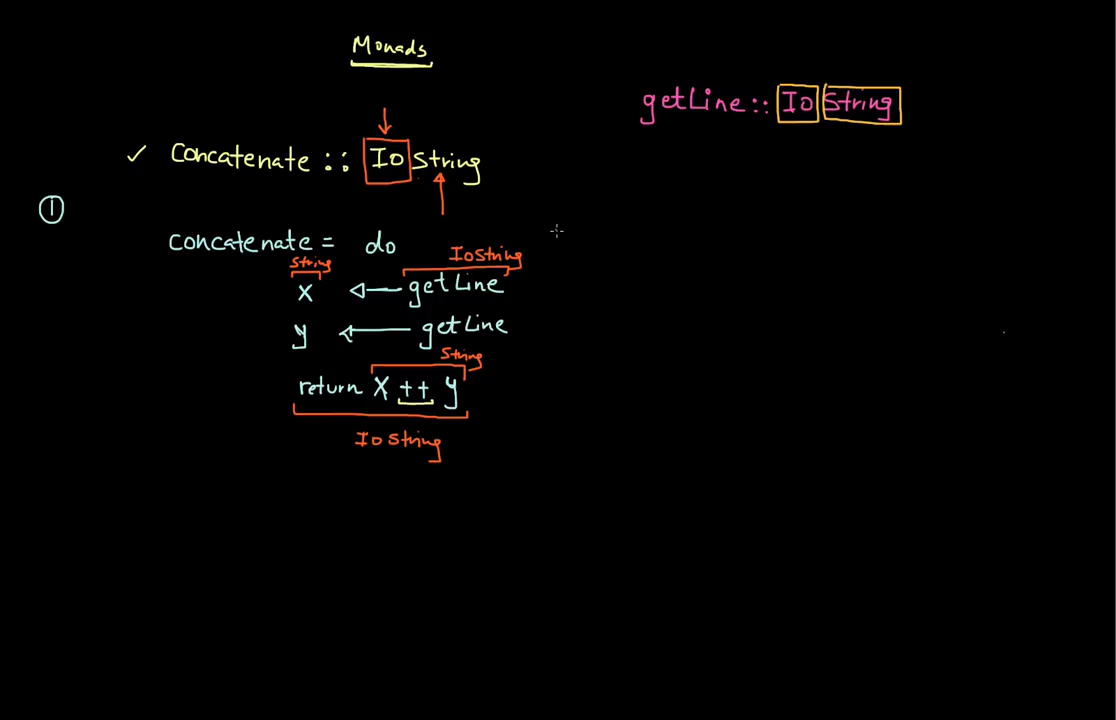 Monads
getLine :: Io String
✓ Concatenate :: Io String
①
concatenate = do
String
IoString
x ← getLine
y ← getLine
String
return X ++ y
Io String